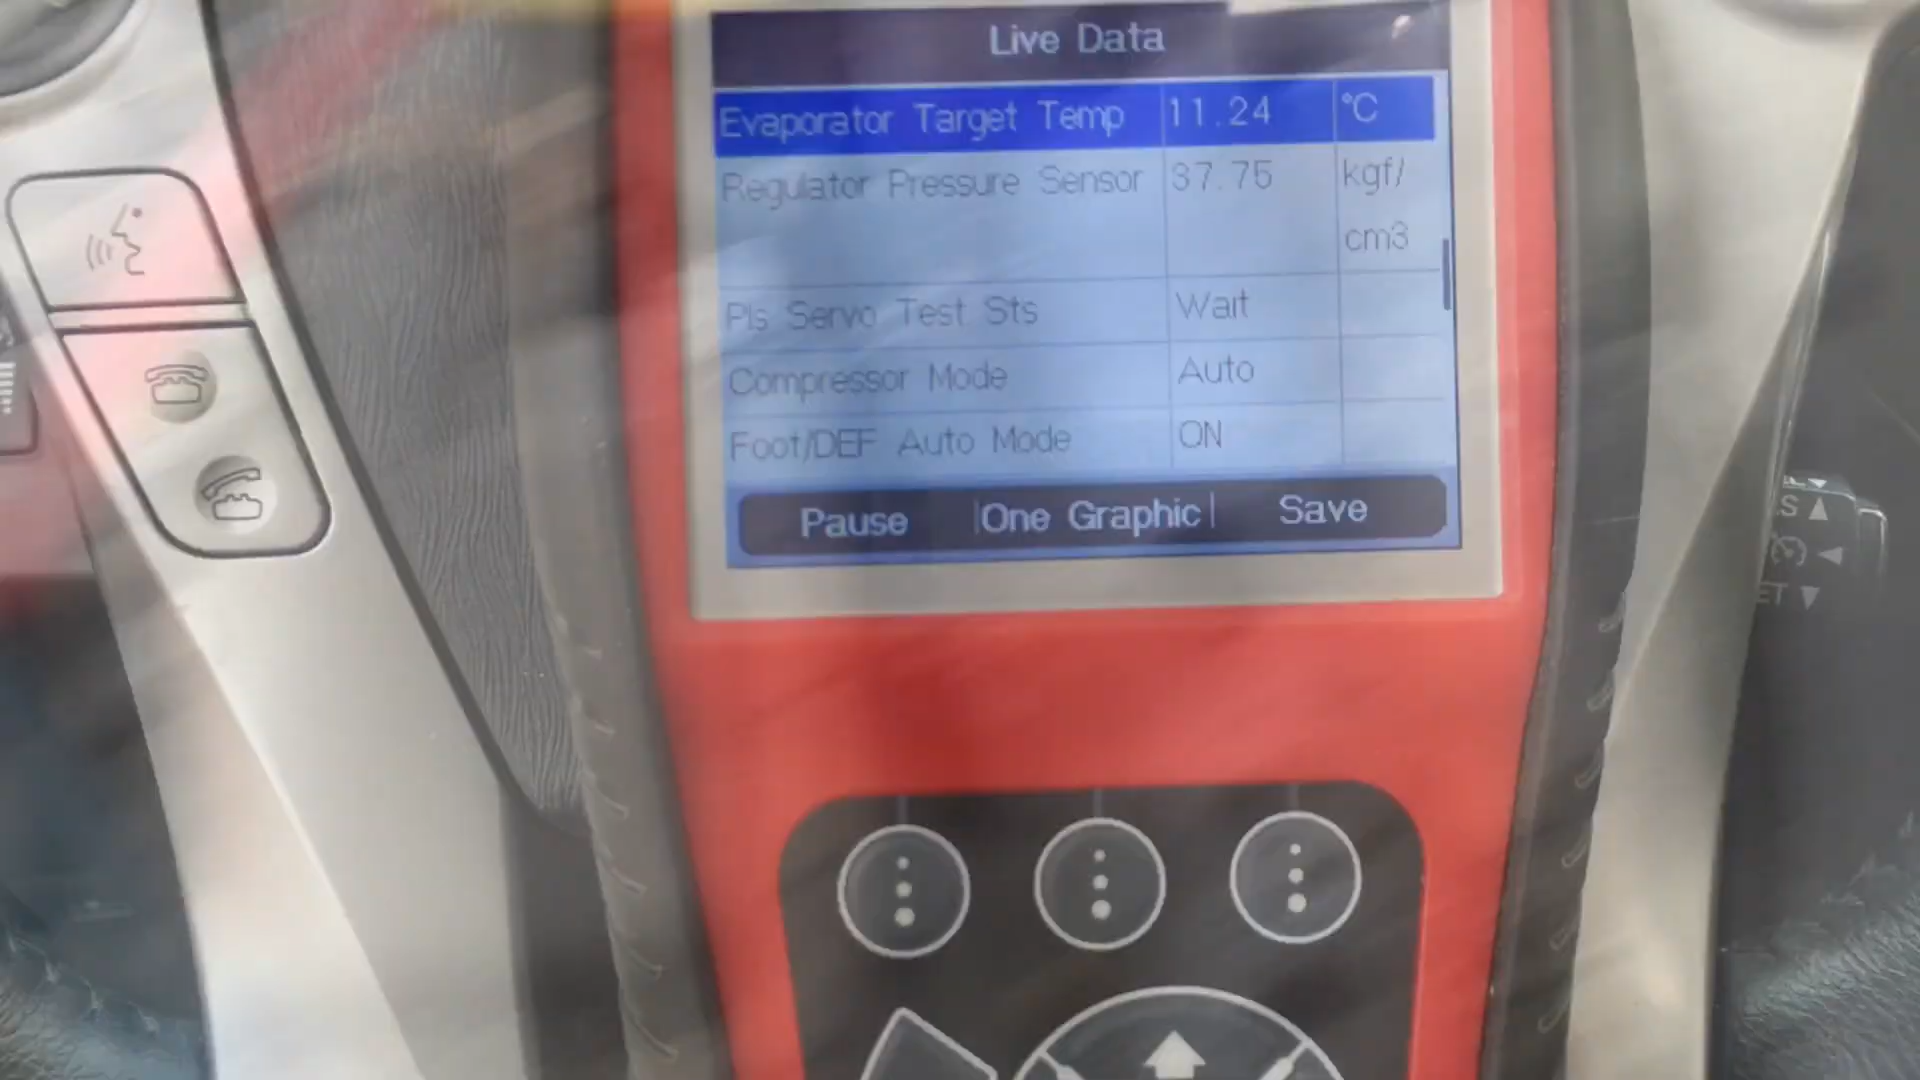 Live Data
Evaporator Target Temp 11.24 °C
Regulator Pressure Sensor 37.75 kgf/
cm3
Pls Servo Test Sts Wait
Compressor Mode Auto
Foot/DEF Auto Mode ON
Pause One Graphic Save